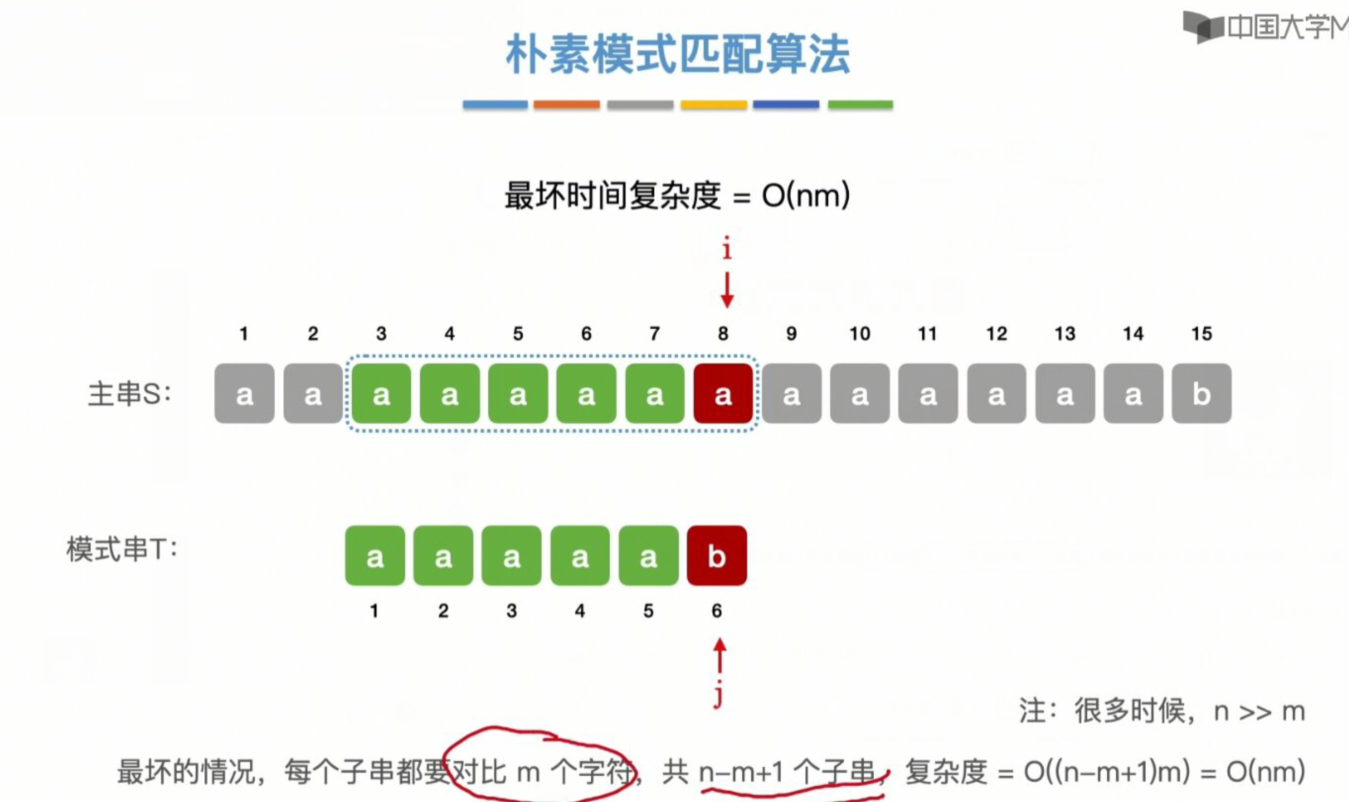 中国大学M
朴素模式匹配算法
最坏时间复杂度 = O(nm)
i
1 2 3 4 5 6 7 8 9 10 11 12 13 14 15
主串S: a a a a a a a a a a a a a a b
模式串T: a a a a a b
1 2 3 4 5 6
j
注：很多时候，n >> m
最坏的情况，每个子串都要对比 m 个字符，共 n-m+1 个子串，复杂度 = O((n-m+1)m) = O(nm)